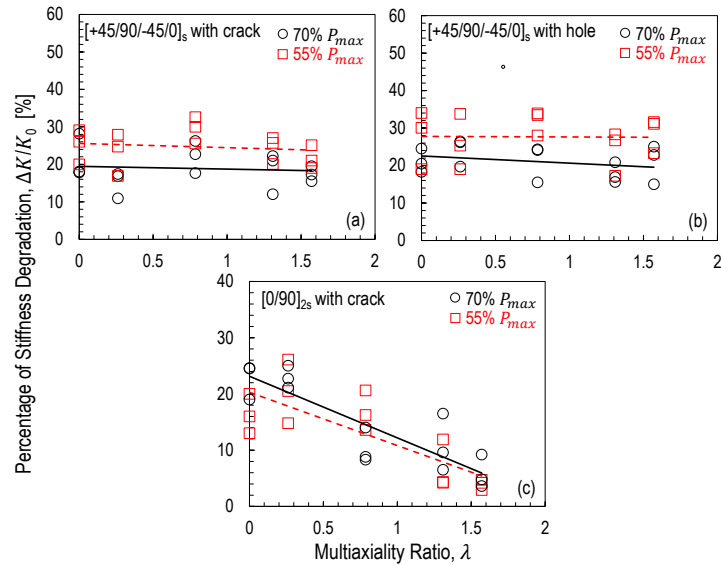 Percentage of Stiffness Degradation, ΔK/K₀ [%]
60
50
40
30
20
10
0
[+45/90/-45/0]ₛ with crack
70% Pₘₐₓ
55% Pₘₐₓ
(a)
0 0.5 1 1.5 2
60
50
40
30
20
10
0
[+45/90/-45/0]ₛ with hole
70% Pₘₐₓ
55% Pₘₐₓ
(b)
0 0.5 1 1.5 2
40
30
20
10
0
[0/90]₂ₛ with crack
70% Pₘₐₓ
55% Pₘₐₓ
(c)
0 0.5 1 1.5 2
Multiaxiality Ratio, λ